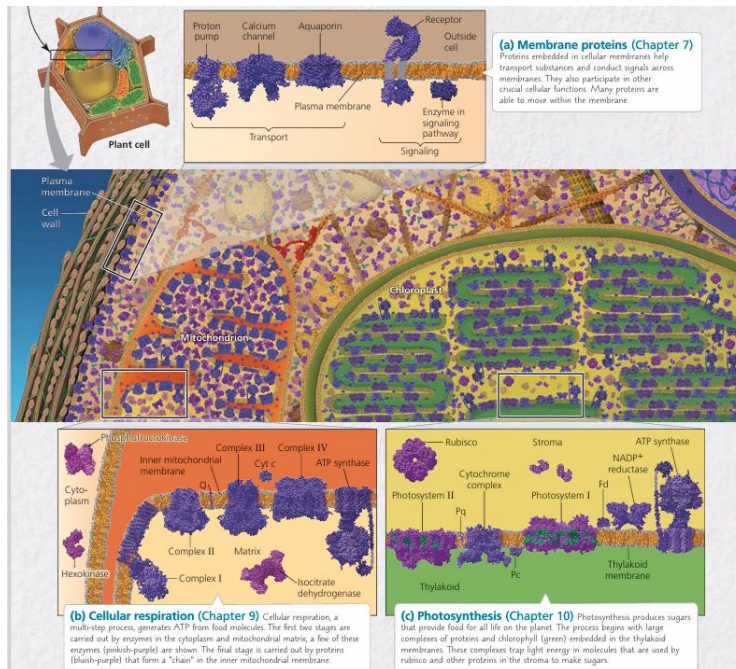 Proton
pump
Calcium
channel
Aquaporin
Receptor
Outside
cell
Plasma membrane
Enzyme in
signaling
pathway
Transport
Signaling
Plant cell
(a) Membrane proteins (Chapter 7)
Proteins embedded in cellular membranes help
transport substances and conduct signals across
membranes. They also participate in other
crucial cellular functions. Many proteins are
able to move within the membrane.
Plasma
membrane
Cell
wall
Mitochondrion
Chloroplast
Phosphofructokinase
Cyto-
plasm
Hexokinase
Inner mitochondrial
membrane
Q
Complex III
Cyt c
Complex IV
ATP synthase
Complex II
Matrix
Complex I
Isocitrate
dehydrogenase
(b) Cellular respiration (Chapter 9) Cellular respiration, a
multi-step process, generates ATP from food molecules. The first two stages are
carried out by enzymes in the cytoplasm and mitochondrial matrix; a few of these
enzymes (pinkish-purple) are shown. The final stage is carried out by proteins
(bluish-purple) that form a "chain" in the inner mitochondrial membrane.
Rubisco
Stroma
ATP synthase
NADP+
reductase
Cytochrome
complex
Photosystem II
Pq
Photosystem I
Fd
Pc
Thylakoid
Thylakoid
membrane
(c) Photosynthesis (Chapter 10) Photosynthesis produces sugars
that provide food for all life on the planet. The process begins with large
complexes of proteins and chlorophyll (green) embedded in the thylakoid
membranes. These complexes trap light energy in molecules that are used by
rubisco and other proteins in the stroma to make sugars.